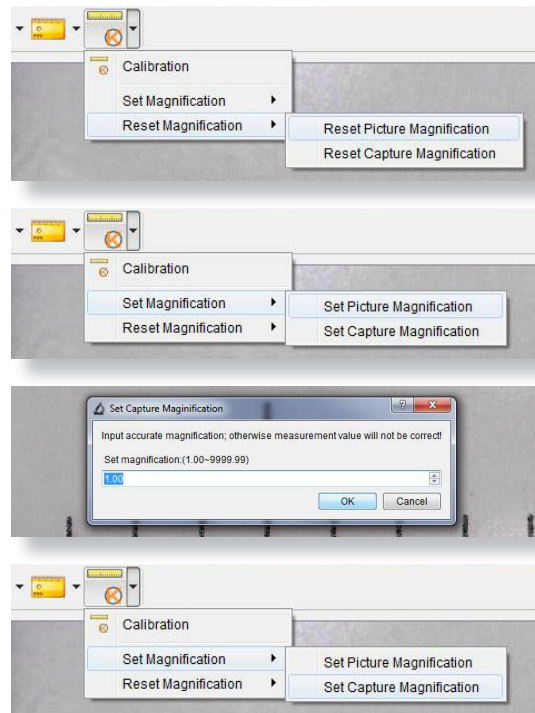 Calibration
Set Magnification
Reset Magnification
Reset Picture Magnification
Reset Capture Magnification
Calibration
Set Magnification
Reset Magnification
Set Picture Magnification
Set Capture Magnification
Set Capture Maginification
Input accurate magnification; otherwise measurement value will not be correct!
Set magnification:(1.00~9999.99)
1.00
OK Cancel
Calibration
Set Magnification
Reset Magnification
Set Picture Magnification
Set Capture Magnification